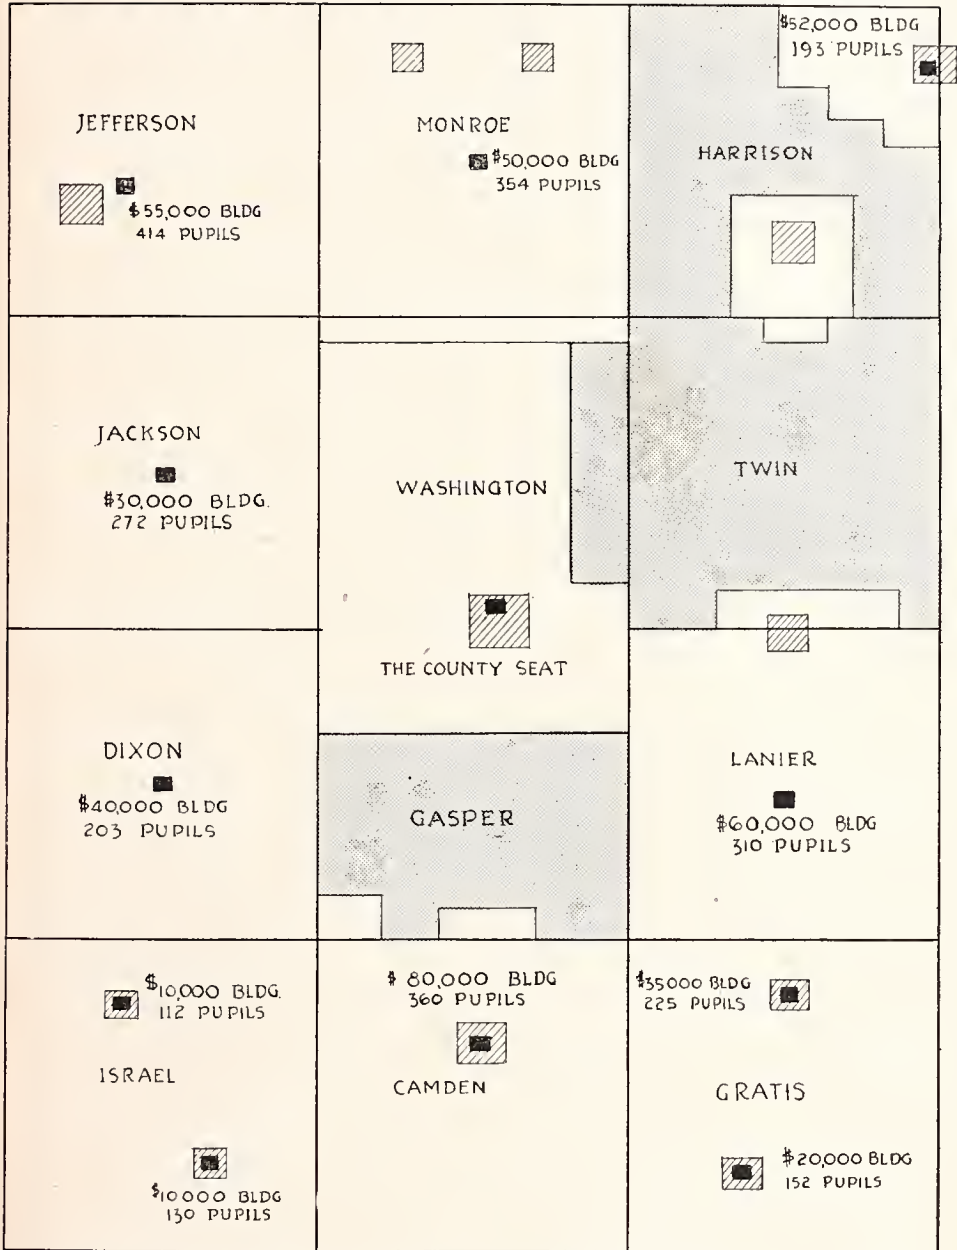 $52,000 BLDG
193 PUPILS
JEFFERSON
MONROE
HARRISON
$50,000 BLDG
354 PUPILS
$55,000 BLDG
414 PUPILS
JACKSON
$30,000 BLDG.
272 PUPILS
WASHINGTON
TWIN
THE COUNTY SEAT
DIXON
$40,000 BLDG
203 PUPILS
GASPER
LANIER
$60,000 BLDG
310 PUPILS
$10,000 BLDG.
112 PUPILS
ISRAEL
$10000 BLDG
130 PUPILS
$ 80,000 BLDG
360 PUPILS
CAMDEN
$35000 BLDG
225 PUPILS
GRATIS
$20,000 BLDG
152 PUPILS